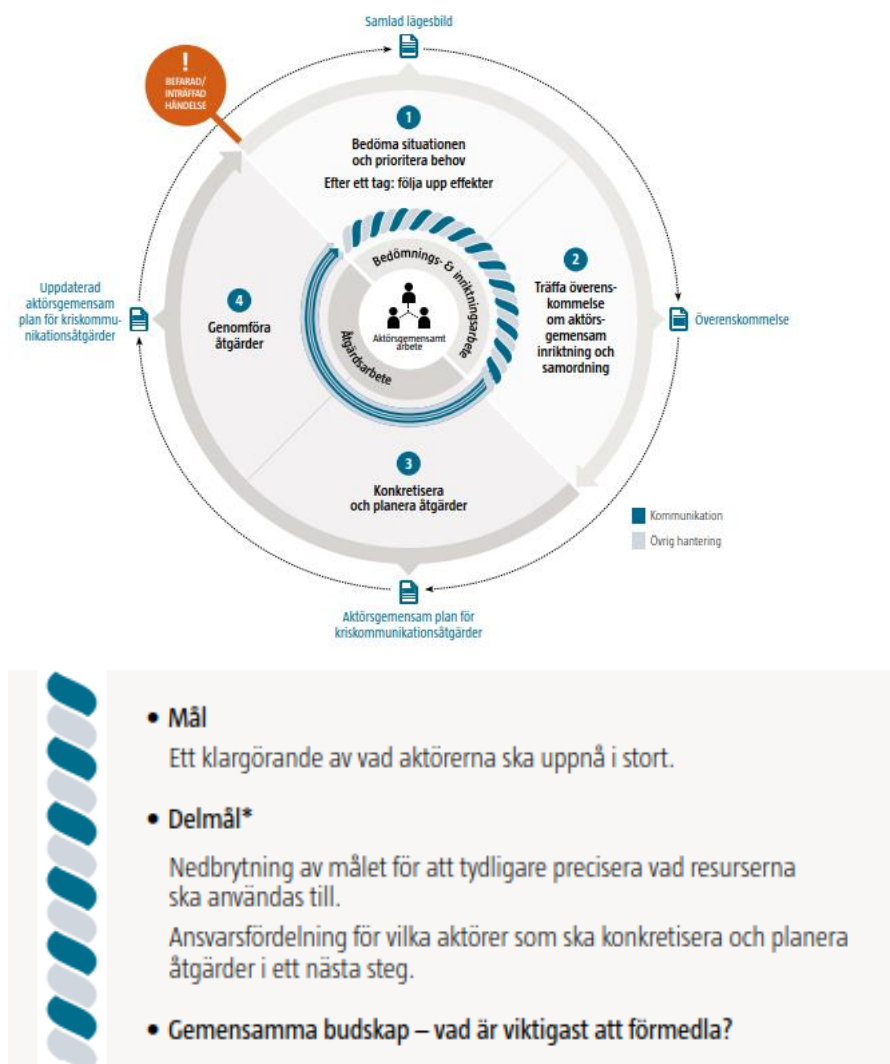 Samlad lägesbild
!
BEFARAD/
INTRÄFFAD
HÄNDELSE
1
Bedöma situationen
och prioritera behov
Efter ett tag: följa upp effekter
2
Träffa överens-
kommelse
om aktörs-
gemensam
inriktning och
samordning
Överenskommelse
Bedömnings- & inriktningsarbete
Aktörsgemensamt
arbete
Åtgärdsarbete
Uppdaterad
aktörsgemensam
plan för kriskommu-
nikationsåtgärder
4
Genomföra
åtgärder
3
Konkretisera
och planera åtgärder
Kommunikation
Övrig hantering
Aktörsgemensam plan för
kriskommunikationsåtgärder
• Mål
Ett klargörande av vad aktörerna ska uppnå i stort.
• Delmål*
Nedbrytning av målet för att tydligare precisera vad resurserna
ska användas till.
Ansvarsfördelning för vilka aktörer som ska konkretisera och planera
åtgärder i ett nästa steg.
• Gemensamma budskap – vad är viktigast att förmedla?